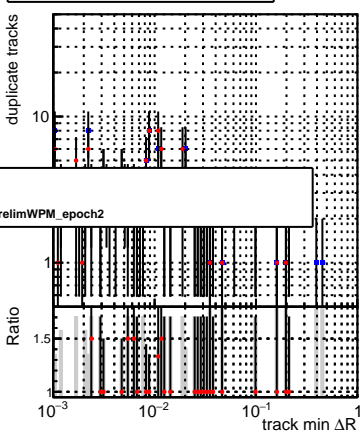 duplicate tracks
10
relimWPM_epoch2
1
Ratio
1.5
1
10−3
10−2
10−1
1
track min ΔR